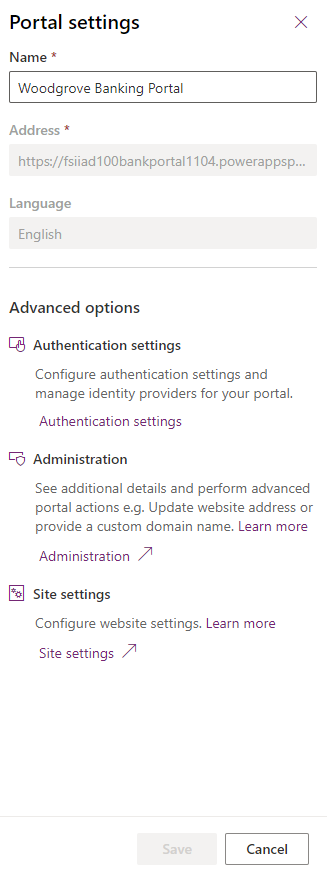 Portal settings
Name *
Woodgrove Banking Portal
Address *
https://fsiiad100bankportal1104.powerappsp...
Language
English
Advanced options
Authentication settings
Configure authentication settings and
manage identity providers for your portal.
Authentication settings
Administration
See additional details and perform advanced
portal actions e.g. Update website address or
provide a custom domain name. Learn more
Administration
Site settings
Configure website settings. Learn more
Site settings
Save
Cancel